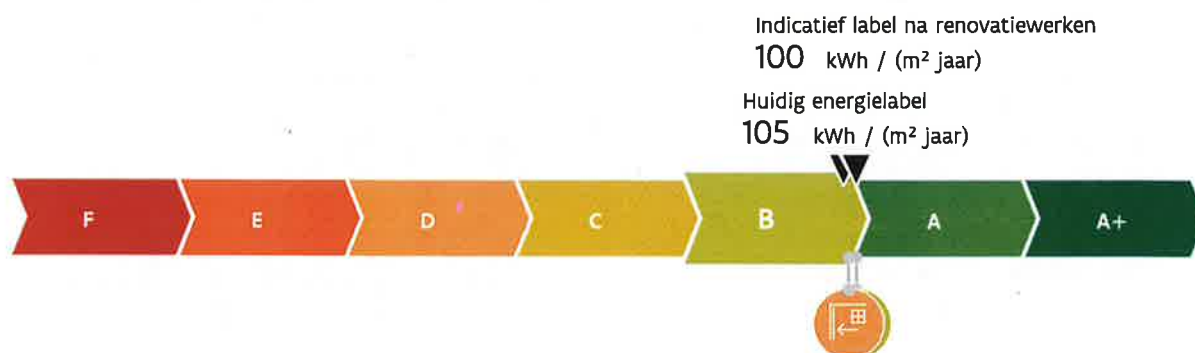 Indicatief label na renovatiewerken
100 kWh / (m² jaar)
Huidig energielabel
105 kWh / (m² jaar)
F E D C B A A+